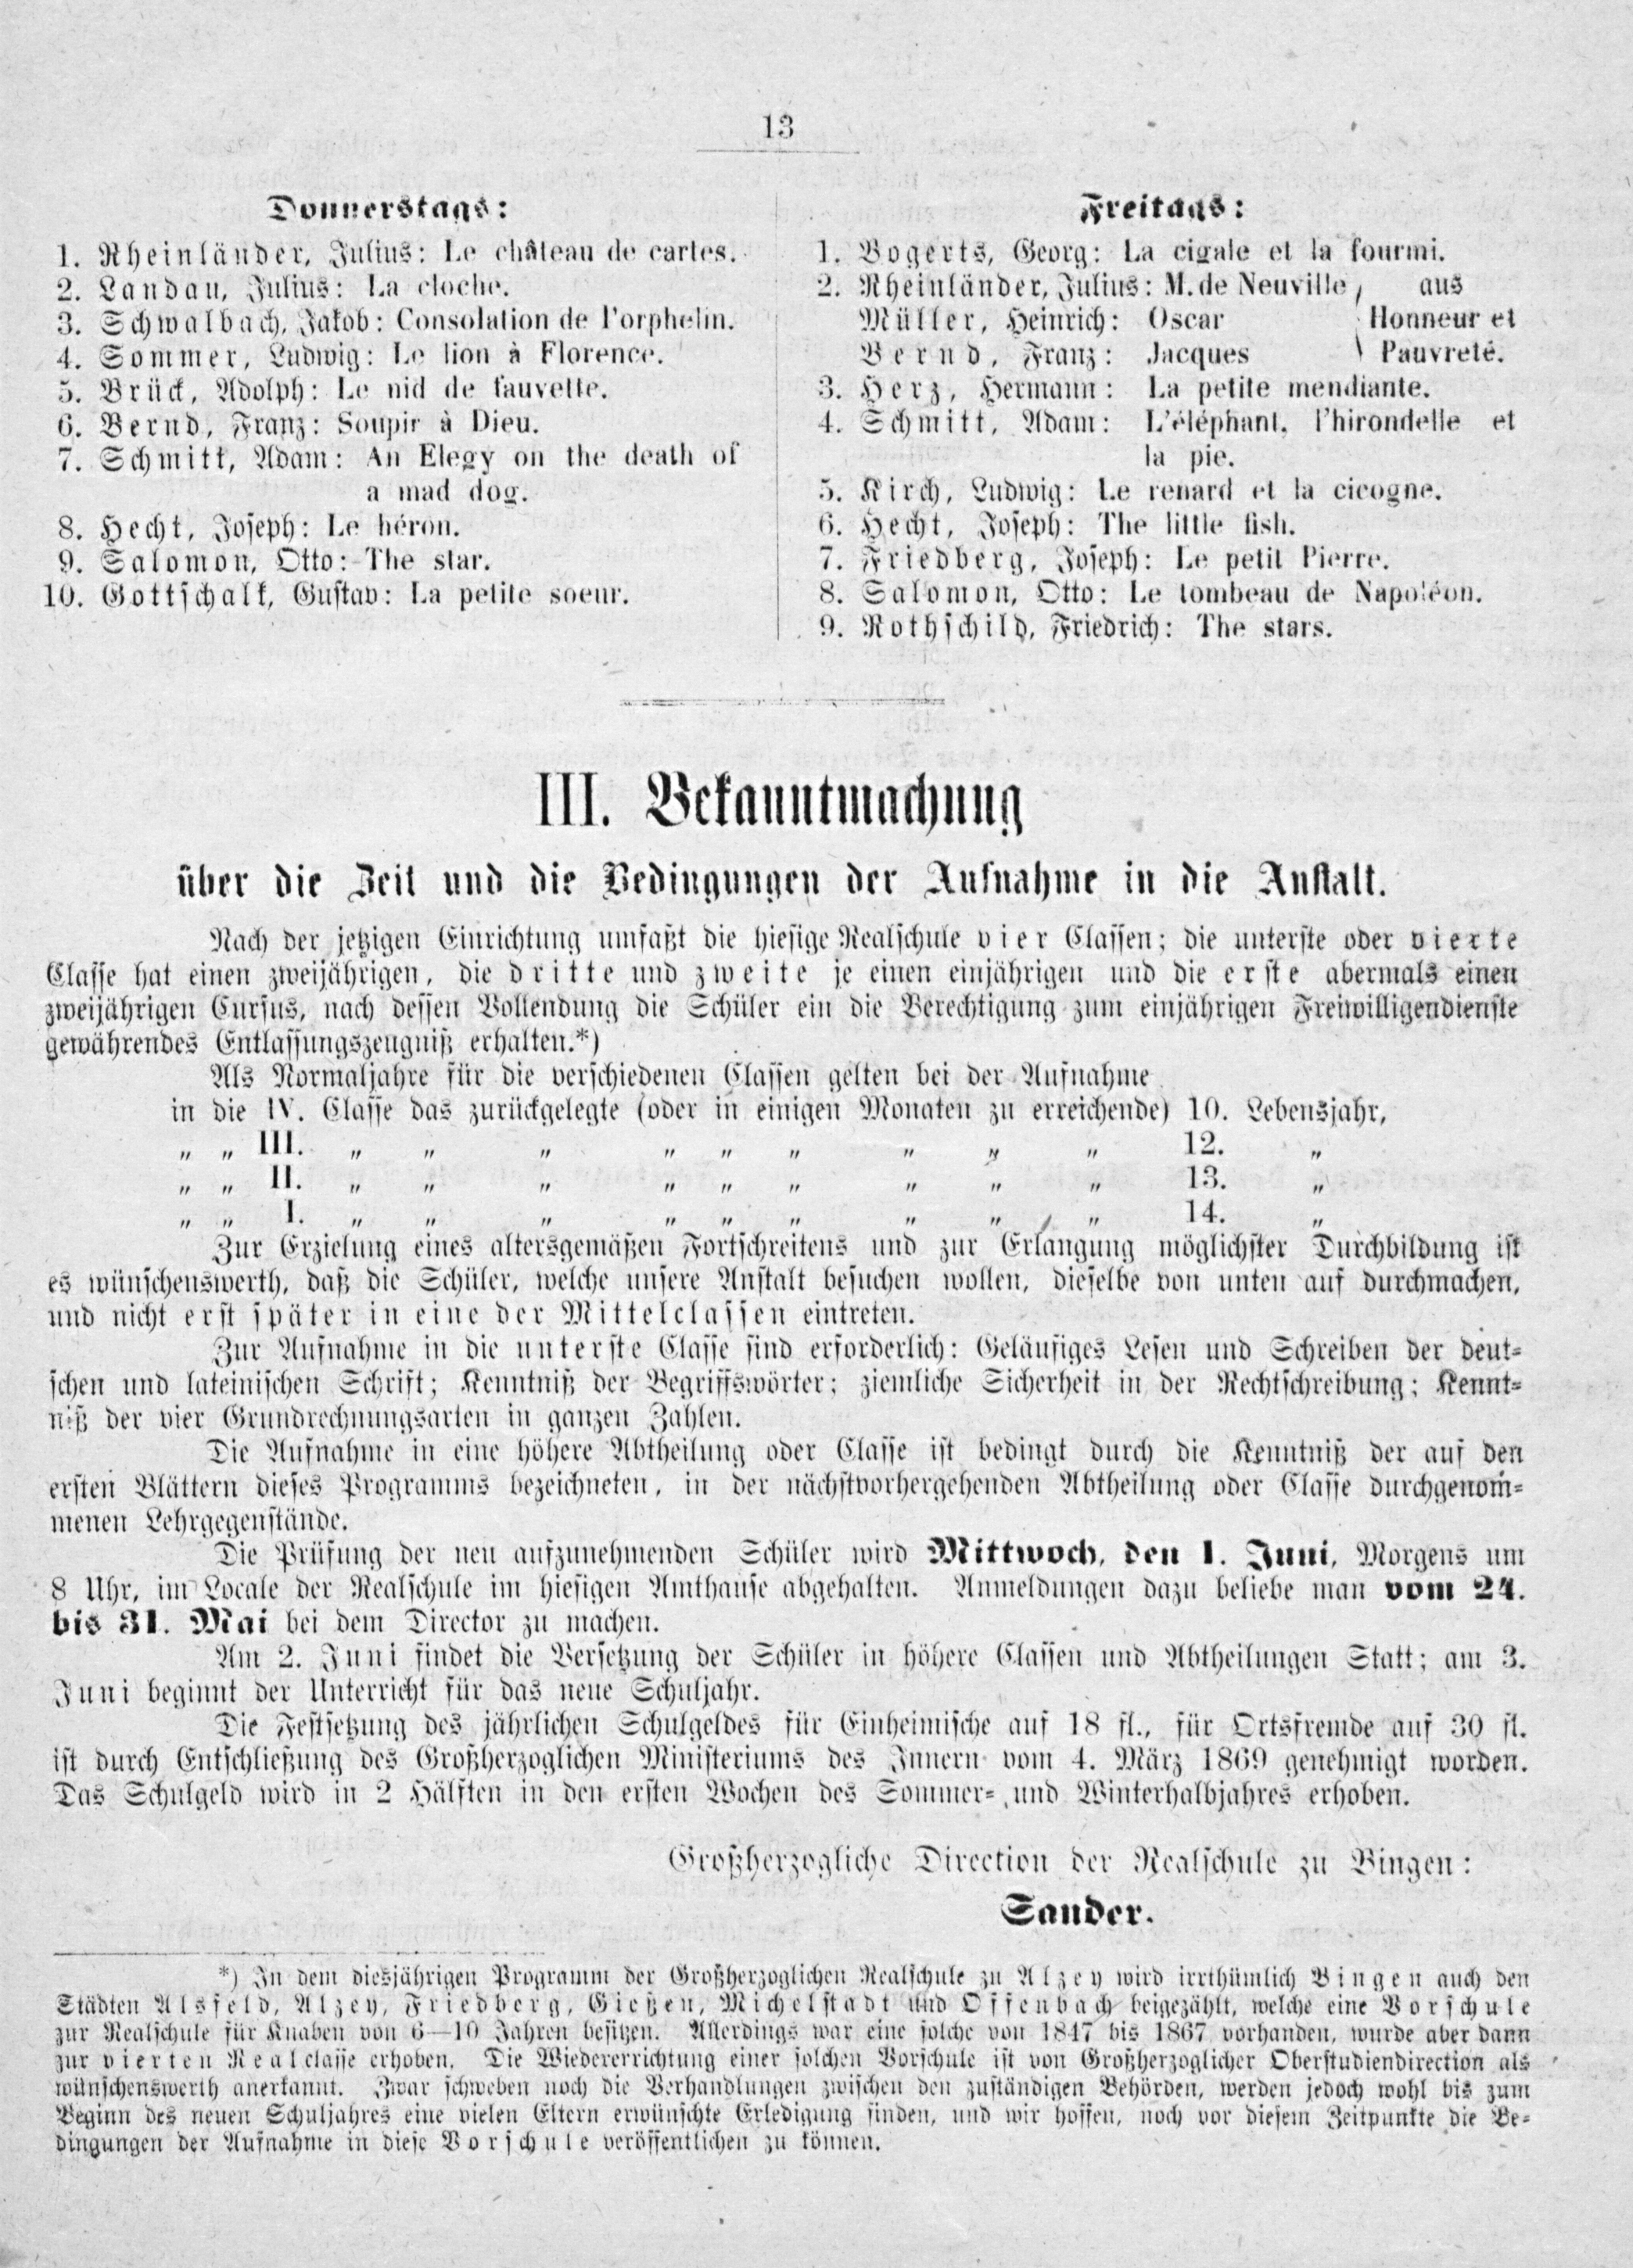 13
Donnerstags:
1. Rheinländer, Julius: Le château de cartes.
2. Landau, Julius: La cloche.
3. Schwalbach, Jakob: Consolation de l'orphelin.
4. Sommer, Ludwig: Le lion à Florence.
5. Brück, Adolph: Le nid de fauvette.
6. Bernd, Franz: Soupir à Dieu.
7. Schmitt, Adam: An Elegy on the death of
a mad dog.
8. Hecht, Joseph: Le héron.
9. Salomon, Otto: The star.
10. Gottschalk, Gustav: La petite soeur.
Freitags:
1. Bogerts, Georg: La cigale et la fourmi.
2. Rheinländer, Julius: M. de Neuville aus
Müller, Heinrich: Oscar Honneur et
Bernd, Franz: Jacques Pauvreté.
3. Herz, Hermann: La petite mendiante.
4. Schmitt, Adam: L'éléphant, l'hirondelle et
la pie.
5. Kirch, Ludwig: Le renard et la cicogne.
6. Hecht, Joseph: The little fish.
7. Friedberg, Joseph: Le petit Pierre.
8. Salomon, Otto: Le tombeau de Napoléon.
9. Rothschild, Friedrich: The stars.
III. Bekanntmachung
über die Zeit und die Bedingungen der Aufnahme in die Anstalt.
Nach der jetzigen Einrichtung umfaßt die hiesige Realschule vier Classen; die unterste oder vierte
Classe hat einen zweijährigen, die dritte und zweite je einen einjährigen und die erste abermals einen
zweijährigen Cursus, nach dessen Vollendung die Schüler ein die Berechtigung zum einjährigen Freiwilligendienste
gewährendes Entlassungszeugniß erhalten.*)
Als Normaljahre für die verschiedenen Classen gelten bei der Aufnahme
in die IV. Classe das zurückgelegte (oder in einigen Monaten zu erreichende) 10. Lebensjahr,
„ „ III. „ „ „ „ „ „ „ „ „ 12. „
„ „ II. „ „ „ „ „ „ „ „ „ 13. „
„ „ I. „ „ „ „ „ „ „ „ „ 14. „
Zur Erzielung eines altersgemäßen Fortschreitens und zur Erlangung möglichster Durchbildung ist
es wünschenswerth, daß die Schüler, welche unsere Anstalt besuchen wollen, dieselbe von unten auf durchmachen,
und nicht erst später in eine der Mittelclassen eintreten.
Zur Aufnahme in die unterste Classe sind erforderlich: Geläufiges Lesen und Schreiben der deut-
schen und lateinischen Schrift; Kenntniß der Begriffswörter; ziemliche Sicherheit in der Rechtschreibung; Kennt-
niß der vier Grundrechnungsarten in ganzen Zahlen.
Die Aufnahme in eine höhere Abtheilung oder Classe ist bedingt durch die Kenntniß der auf den
ersten Blättern dieses Programms bezeichneten, in der nächstvorhergehenden Abtheilung oder Classe durchgenom-
menen Lehrgegenstände.
Die Prüfung der neu aufzunehmenden Schüler wird Mittwoch, den 1. Juni, Morgens um
8 Uhr, im Locale der Realschule im hiesigen Amthause abgehalten. Anmeldungen dazu beliebe man vom 24.
bis 31. Mai bei dem Director zu machen.
Am 2. Juni findet die Versetzung der Schüler in höhere Classen und Abtheilungen Statt; am 3.
Juni beginnt der Unterricht für das neue Schuljahr.
Die Festsetzung des jährlichen Schulgeldes für Einheimische auf 18 fl., für Ortsfremde auf 30 fl.
ist durch Entschließung des Großherzoglichen Ministeriums des Innern vom 4. März 1869 genehmigt worden.
Das Schulgeld wird in 2 Hälften in den ersten Wochen des Sommer- und Winterhalbjahres erhoben.
Großherzogliche Direction der Realschule zu Bingen:
Sander.
*) In dem diesjährigen Programm der Großherzoglichen Realschule zu Alzey wird irrthümlich Bingen auch den
Städten Alsfeld, Alzey, Friedberg, Gießen, Michelstadt und Offenbach beigezählt, welche eine Vorschule
zur Realschule für Knaben von 6—10 Jahren besitzen. Allerdings war eine solche von 1847 bis 1867 vorhanden, wurde aber dann
zur vierten Realclasse erhoben. Die Wiedererrichtung einer solchen Vorschule ist von Großherzoglicher Oberstudiendirection als
wünschenswerth anerkannt. Zwar schweben noch die Verhandlungen zwischen den zuständigen Behörden, werden jedoch wohl bis zum
Beginn des neuen Schuljahres eine vielen Eltern erwünschte Erledigung finden, und wir hoffen, noch vor diesem Zeitpunkte die Be-
dingungen der Aufnahme in diese Vorschule veröffentlichen zu können.